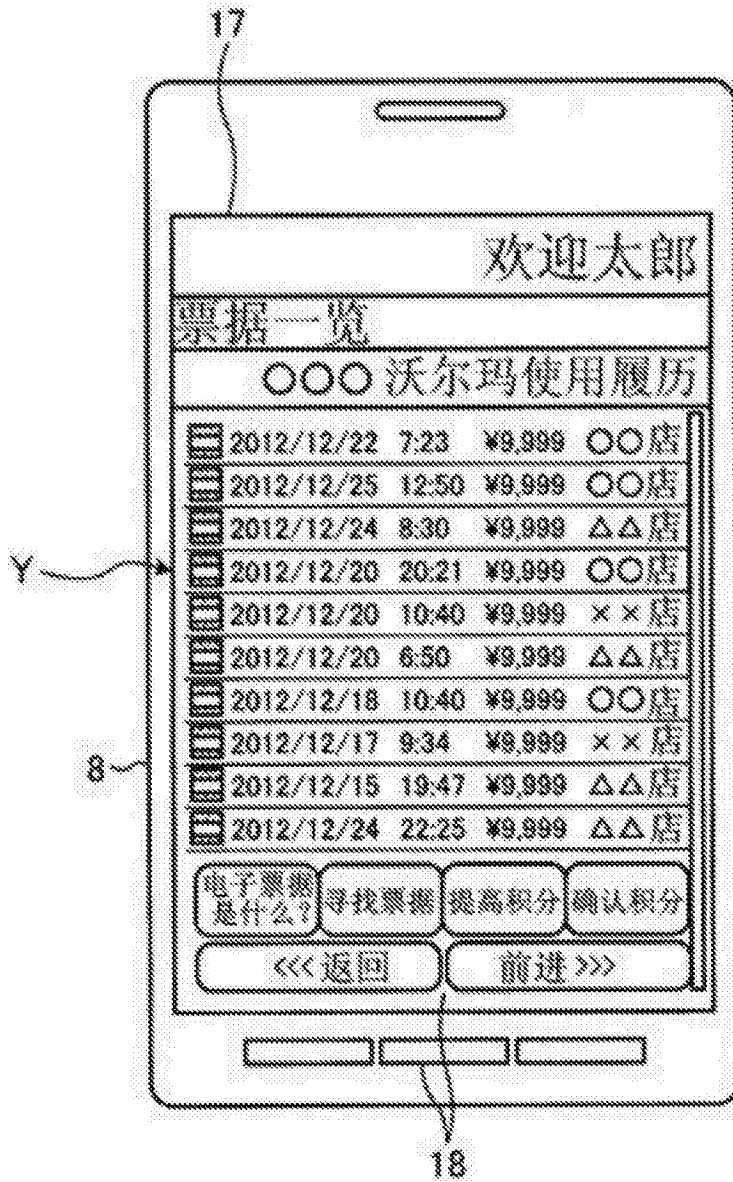 17
欢迎太郎
票据一览
○○○ 沃尔玛使用履历
2012/12/22 7:23 ¥9,999 ○○店
2012/12/25 12:50 ¥9,999 ○○店
2012/12/24 8:30 ¥9,999 △△店
Y
2012/12/20 20:21 ¥9,999 ○○店
2012/12/20 10:40 ¥9,999 ××店
2012/12/20 6:50 ¥9,999 △△店
2012/12/18 10:40 ¥9,999 ○○店
8
2012/12/17 9:34 ¥9,999 ××店
2012/12/15 19:47 ¥9,999 △△店
2012/12/24 22:25 ¥9,999 △△店
电子票据
是什么?
寻找票据
提高积分
确认积分
<<< 返回
前进 >>>
18